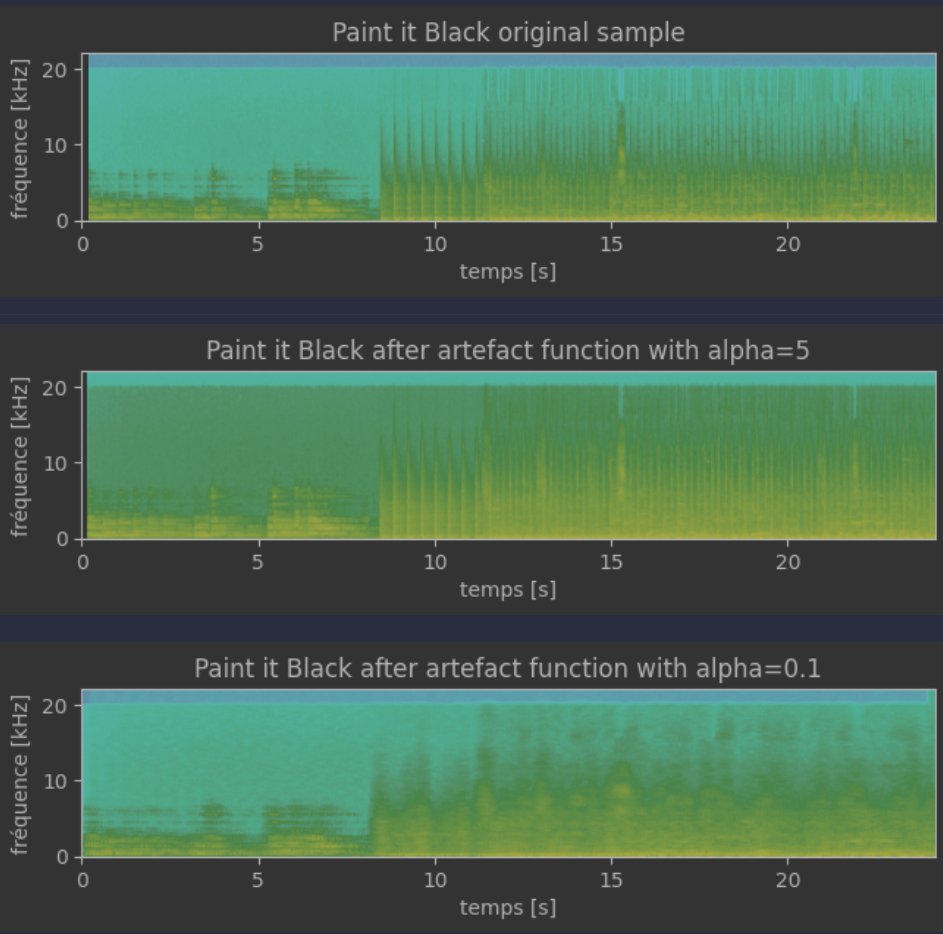 Paint it Black original sample
fréquence [kHz]
20
10
0
0 5 10 15 20
temps [s]
Paint it Black after artefact function with alpha=5
fréquence [kHz]
20
10
0
0 5 10 15 20
temps [s]
Paint it Black after artefact function with alpha=0.1
fréquence [kHz]
20
10
0
0 5 10 15 20
temps [s]